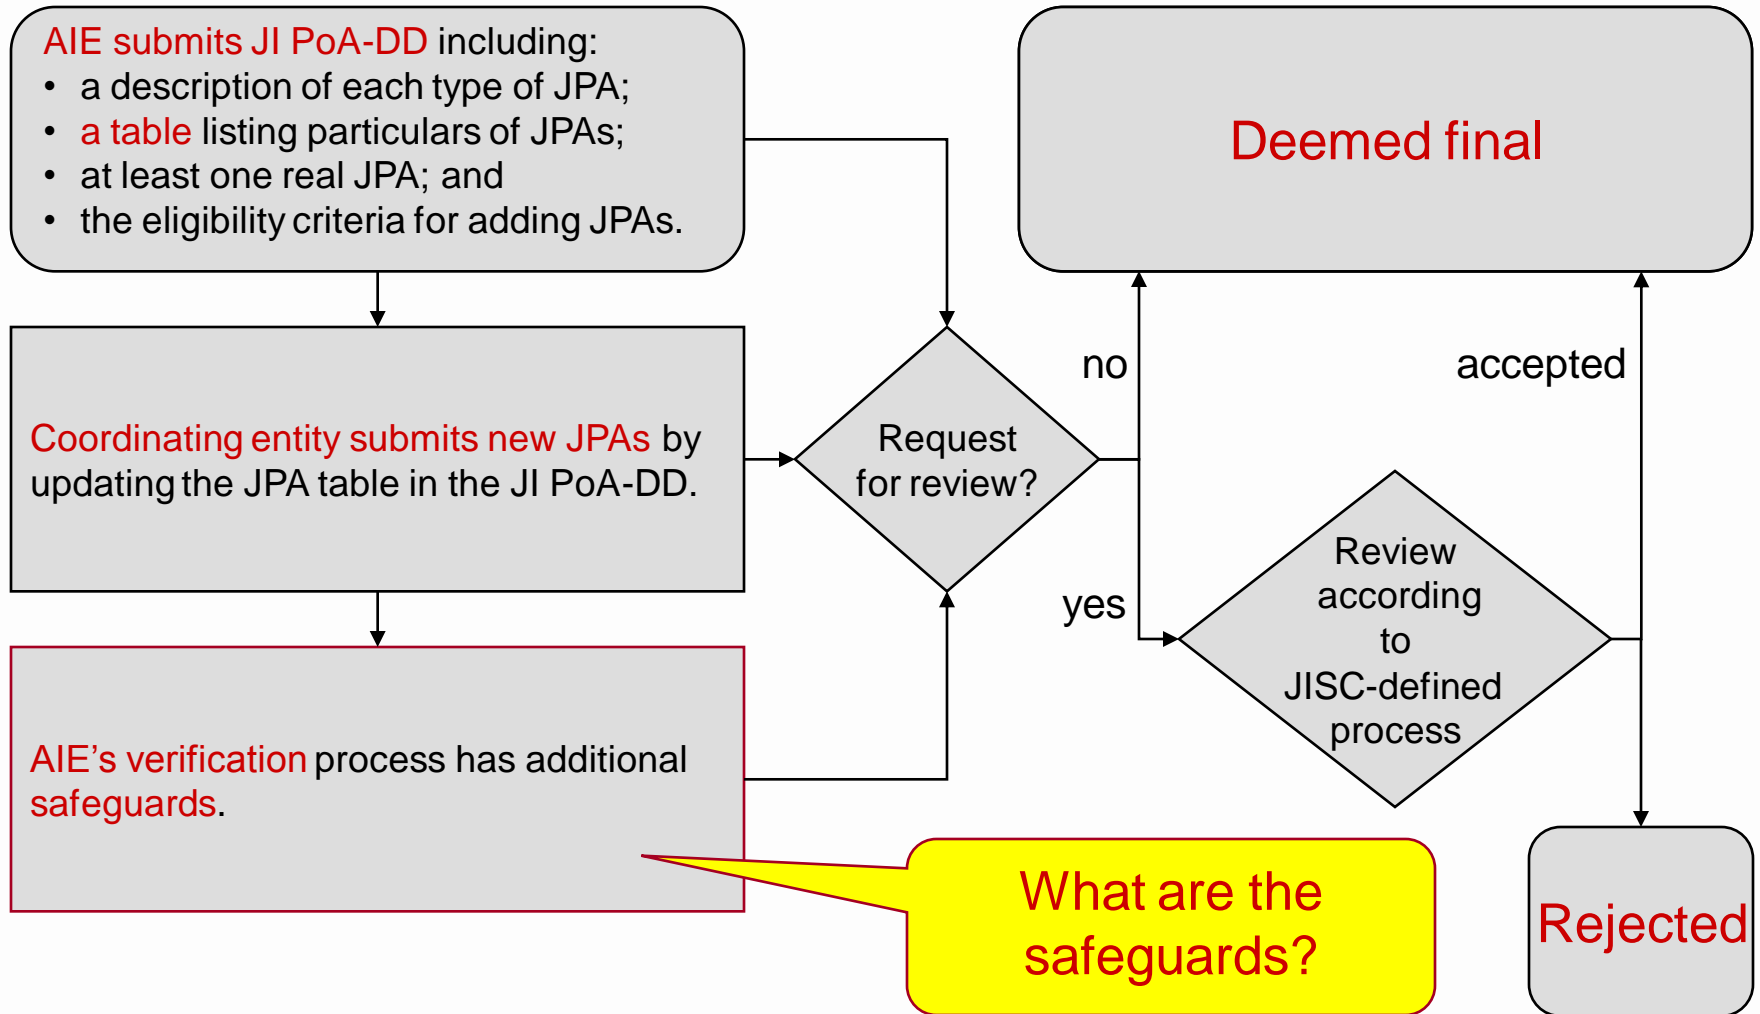 AIE submits JI PoA-DD including:
• a description of each type of JPA;
• a table listing particulars of JPAs;
• at least one real JPA; and
• the eligibility criteria for adding JPAs.
Deemed final
Coordinating entity submits new JPAs by
updating the JPA table in the JI PoA-DD.
Request
for review?
no
accepted
yes
Review
according
to
JISC-defined
process
AIE’s verification process has additional
safeguards.
What are the
safeguards?
Rejected